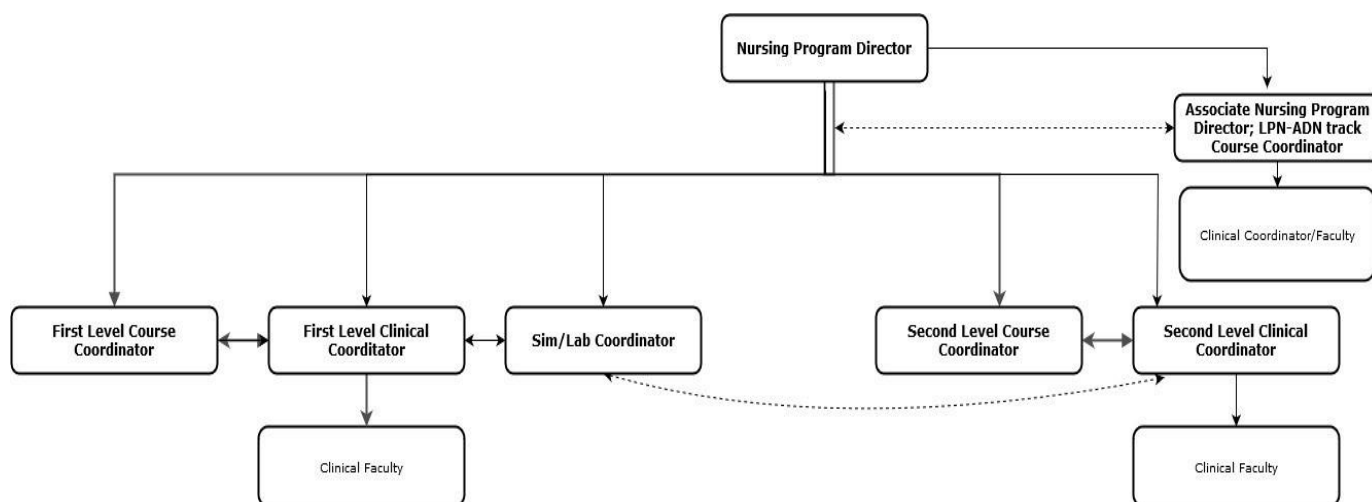 Nursing Program Director
Associate Nursing Program
Director; LPN-ADN track
Course Coordinator
Clinical Coordinator/Faculty
First Level Course
Coordinator
First Level Clinical
Cooritator
Sim/Lab Coordinator
Second Level Course
Coordinator
Second Level Clinical
Coordinator
Clinical Faculty
Clinical Faculty